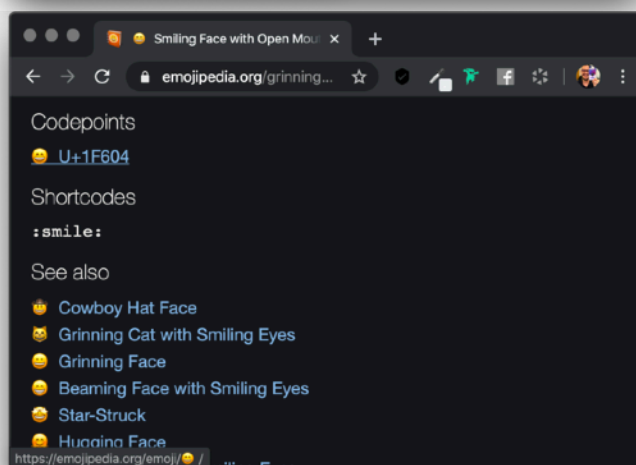 😄 Smiling Face with Open Mou
emojipedia.org/grinning...
Codepoints
😄 U+1F604
Shortcodes
:smile:
See also
🤠 Cowboy Hat Face
😸 Grinning Cat with Smiling Eyes
😀 Grinning Face
😁 Beaming Face with Smiling Eyes
🤩 Star-Struck
🤗 Hugging Face
https://emojipedia.org/emoji/😄 /